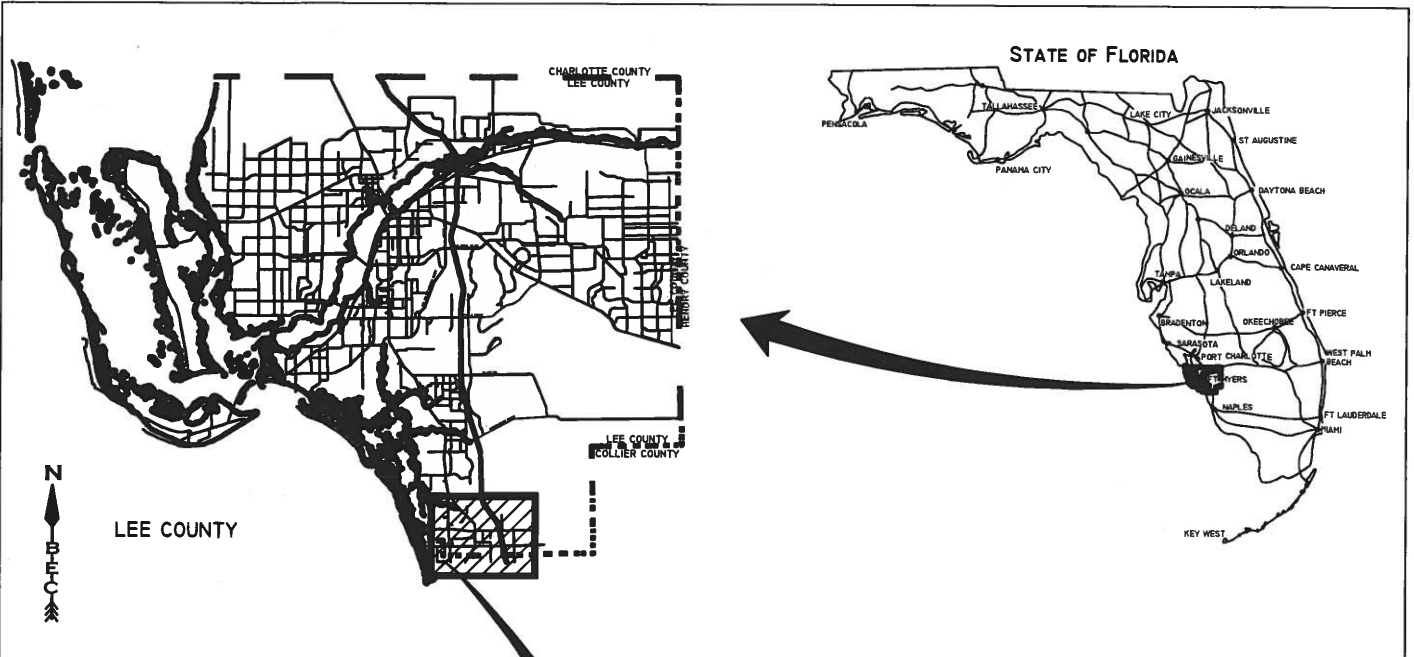 STATE OF FLORIDA
CHARLOTTE COUNTY
LEE COUNTY
HENDRY COUNTY
LEE COUNTY
COLLIER COUNTY
N
BEC
LEE COUNTY
PENSACOLA
TALLAHASSEE
PANAMA CITY
LAKE CITY
JACKSONVILLE
ST AUGUSTINE
GAINESVILLE
OCALA
DAYTONA BEACH
DELAND
ORLANDO
CAPE CANAVERAL
TAMPA
LAKELAND
BRADENTON
OKEECHOBEE
FT PIERCE
SARASOTA
PORT CHARLOTTE
WEST PALM
BEACH
FT MYERS
NAPLES
FT LAUDERDALE
MIAMI
KEY WEST